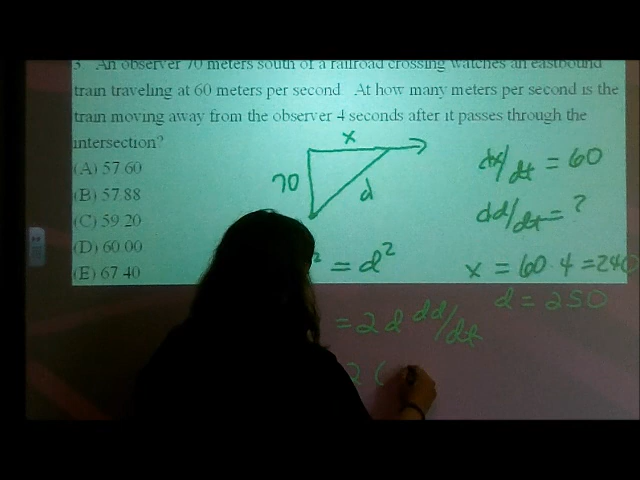 3 An observer 70 meters south of a railroad crossing watches an eastbound
train traveling at 60 meters per second At how many meters per second is the
train moving away from the observer 4 seconds after it passes through the
intersection?
(A) 57.60
(B) 57.88
(C) 59.20
(D) 60.00
(E) 67.40
x
70
d
dx/dt = 60
dd/dt = ?
² = d²
x = 60·4 = 240
d = 250
= 2d dd/dt
2 (